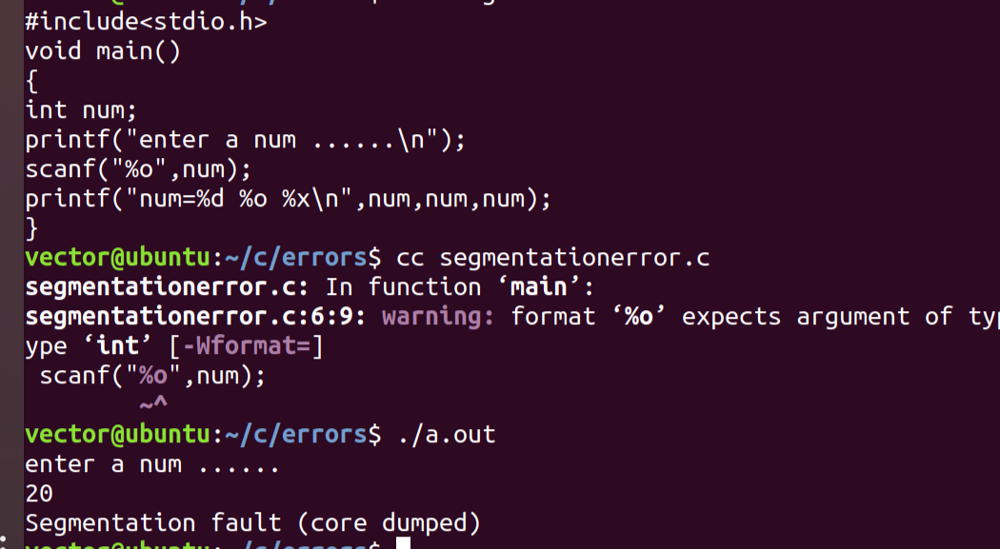 #include<stdio.h>
void main()
{
int num;
printf("enter a num ......\n");
scanf("%o",num);
printf("num=%d %o %x\n",num,num,num);
}
vector@ubuntu:~/c/errors$ cc segmentationerror.c
segmentationerror.c: In function ‘main’:
segmentationerror.c:6:9: warning: format ‘%o’ expects argument of typ
ype ‘int’ [-Wformat=]
 scanf("%o",num);
        ~^
vector@ubuntu:~/c/errors$ ./a.out
enter a num ......
20
Segmentation fault (core dumped)
vector@ubuntu:~/c/errors$